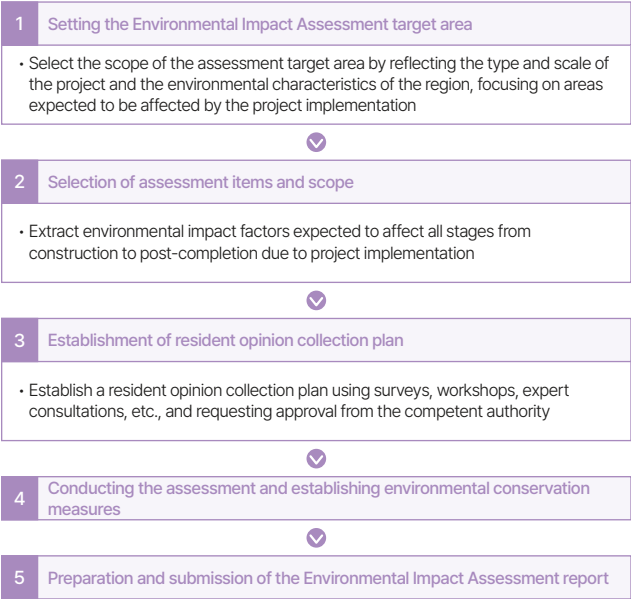 1 Setting the Environmental Impact Assessment target area
• Select the scope of the assessment target area by reflecting the type and scale of
the project and the environmental characteristics of the region, focusing on areas
expected to be affected by the project implementation
2 Selection of assessment items and scope
• Extract environmental impact factors expected to affect all stages from
construction to post-completion due to project implementation
3 Establishment of resident opinion collection plan
• Establish a resident opinion collection plan using surveys, workshops, expert
consultations, etc., and requesting approval from the competent authority
4 Conducting the assessment and establishing environmental conservation
measures
5 Preparation and submission of the Environmental Impact Assessment report